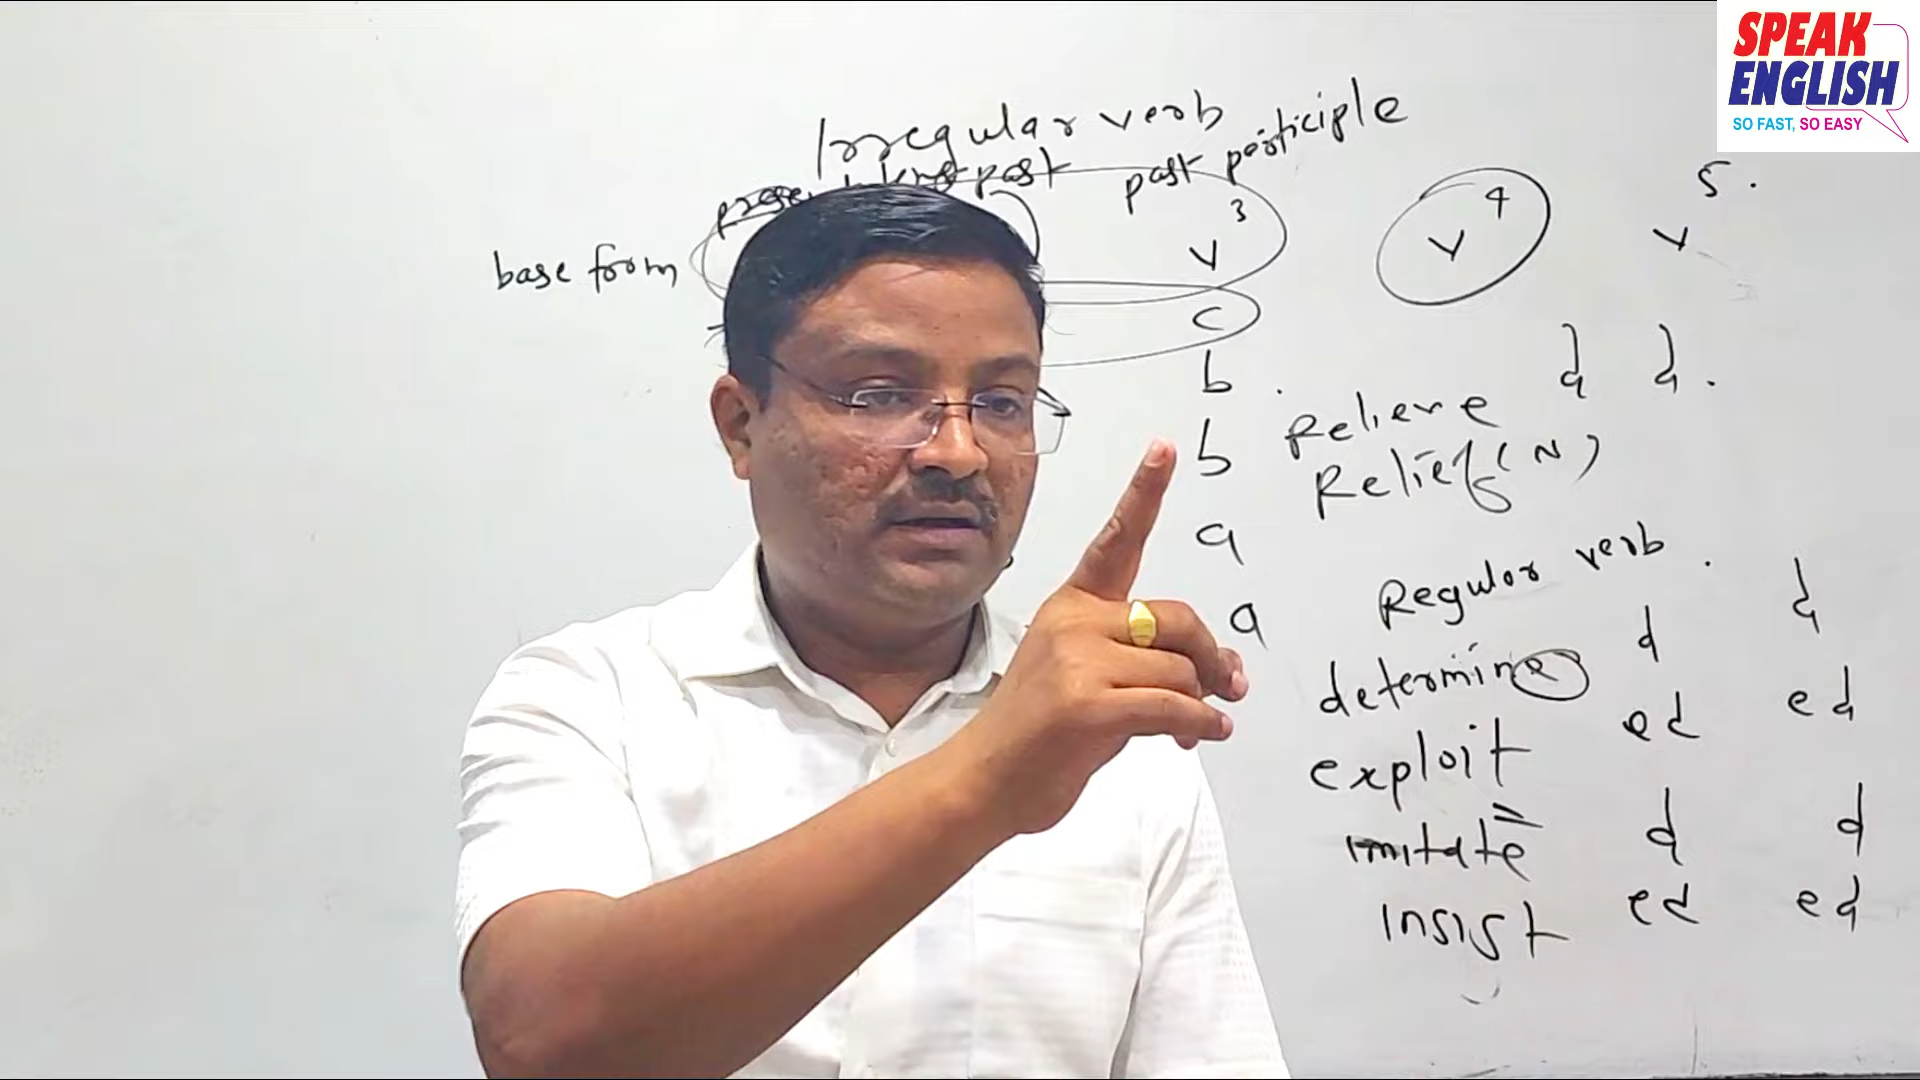 SPEAK
ENGLISH
SO FAST, SO EASY
Irregular verb
past past participle
base form
V3 V4 V5.
c
b.
b
a
a
Relieve d d.
Relief (N)
Regular verb.
determine d d
exploit ed ed
imitate d d
insist ed ed